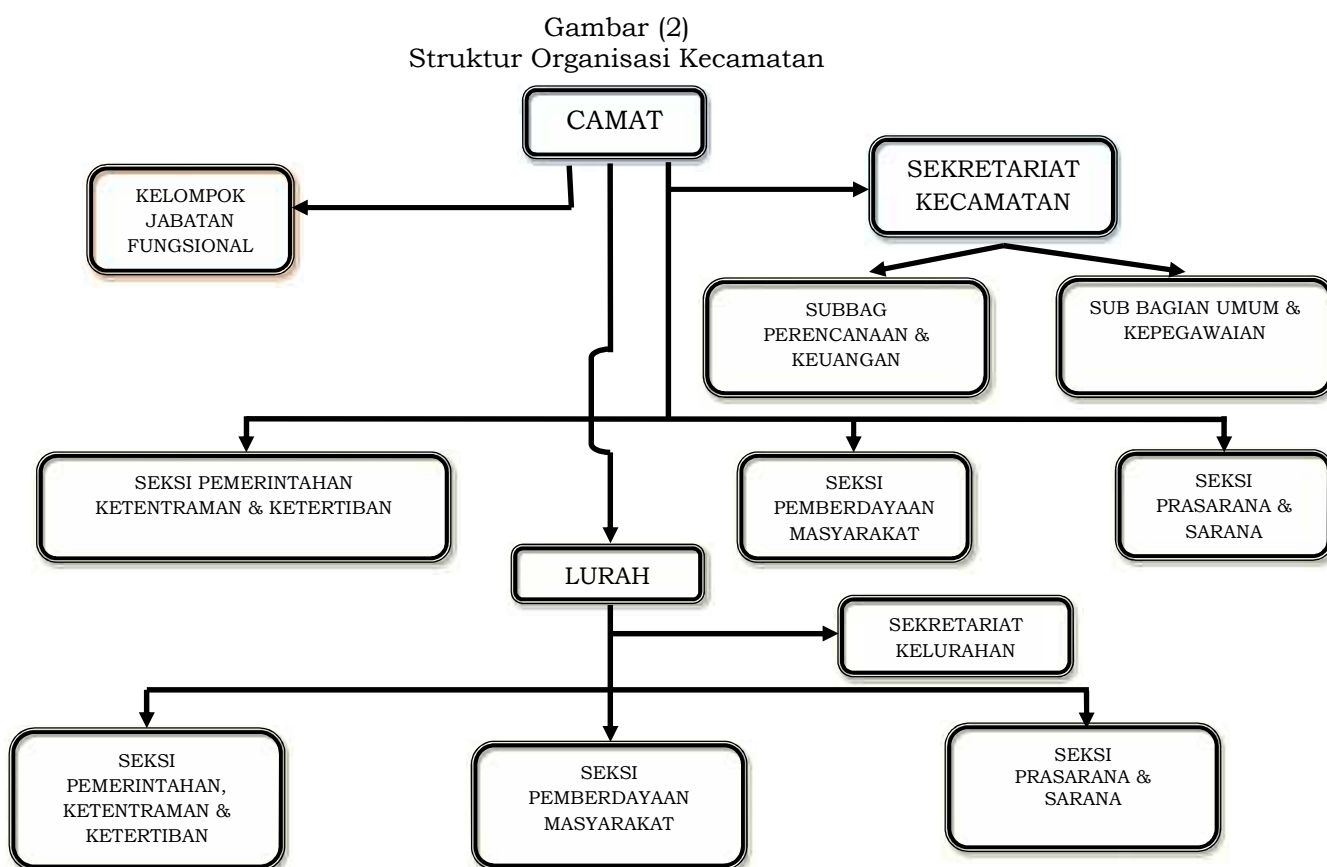 Gambar (2)
Struktur Organisasi Kecamatan
CAMAT
KELOMPOK
JABATAN
FUNGSIONAL
SEKRETARIAT
KECAMATAN
SUBBAG
PERENCANAAN &
KEUANGAN
SUB BAGIAN UMUM &
KEPEGAWAIAN
SEKSI PEMERINTAHAN
KETENTRAMAN & KETERTIBAN
SEKSI
PEMBERDAYAAN
MASYARAKAT
SEKSI
PRASARANA &
SARANA
LURAH
SEKRETARIAT
KELURAHAN
SEKSI
PEMERINTAHAN,
KETENTRAMAN &
KETERTIBAN
SEKSI
PEMBERDAYAAN
MASYARAKAT
SEKSI
PRASARANA &
SARANA